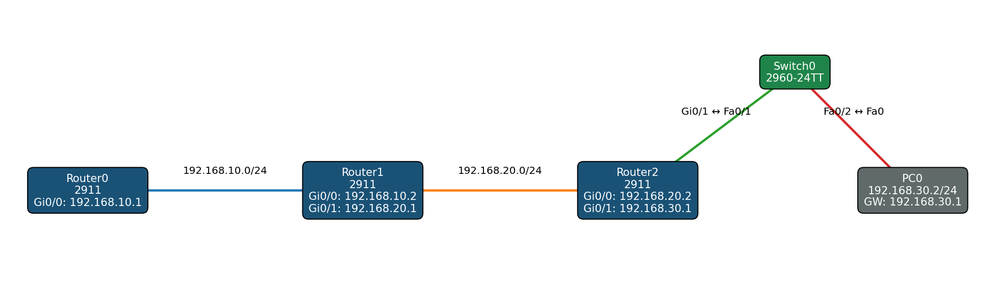 Switch0
2960-24TT
Gi0/1 ↔ Fa0/1
Fa0/2 ↔ Fa0
Router0
2911
Gi0/0: 192.168.10.1
192.168.10.0/24
Router1
2911
Gi0/0: 192.168.10.2
Gi0/1: 192.168.20.1
192.168.20.0/24
Router2
2911
Gi0/0: 192.168.20.2
Gi0/1: 192.168.30.1
PC0
192.168.30.2/24
GW: 192.168.30.1